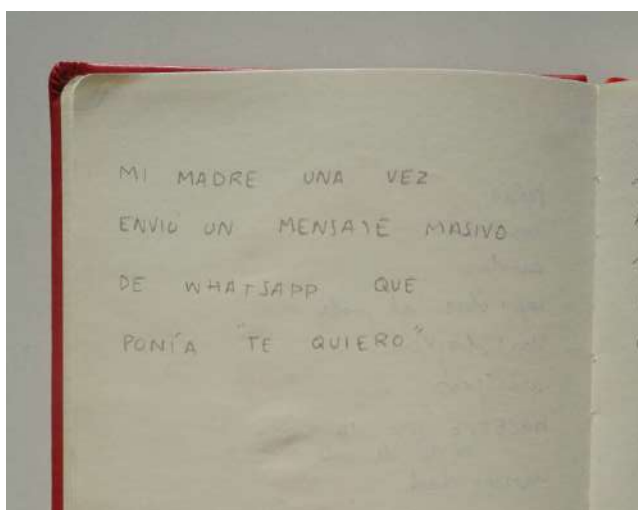 MI MADRE UNA VEZ
ENVIÓ UN MENSAJE MASIVO
DE WHATSAPP QUE
PONÍA "TE QUIERO"